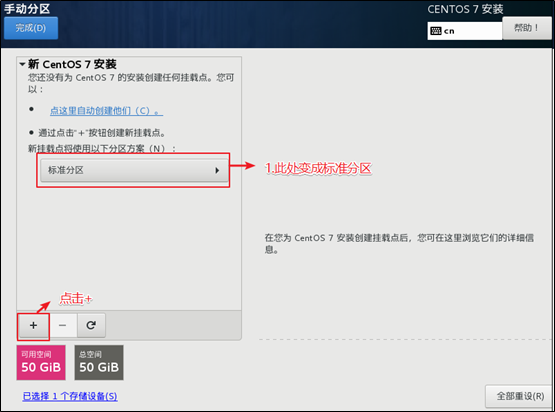 手动分区
CENTOS 7 安装
完成(D)
cn
帮助！
新 CentOS 7 安装
您还没有为 CentOS 7 的安装创建任何挂载点。您可
以：
点这里自动创建他们（C）。
通过点击"+"按钮创建新挂载点。
新挂载点将使用以下分区方案（N）：
标准分区
1.此处变成标准分区
在您为 CentOS 7 安装创建挂载点后，您可在这里浏览它们的详细信
息。
点击+
+ −
可用空间
50 GiB
总空间
50 GiB
已选择 1 个存储设备(S)
全部重设(R)